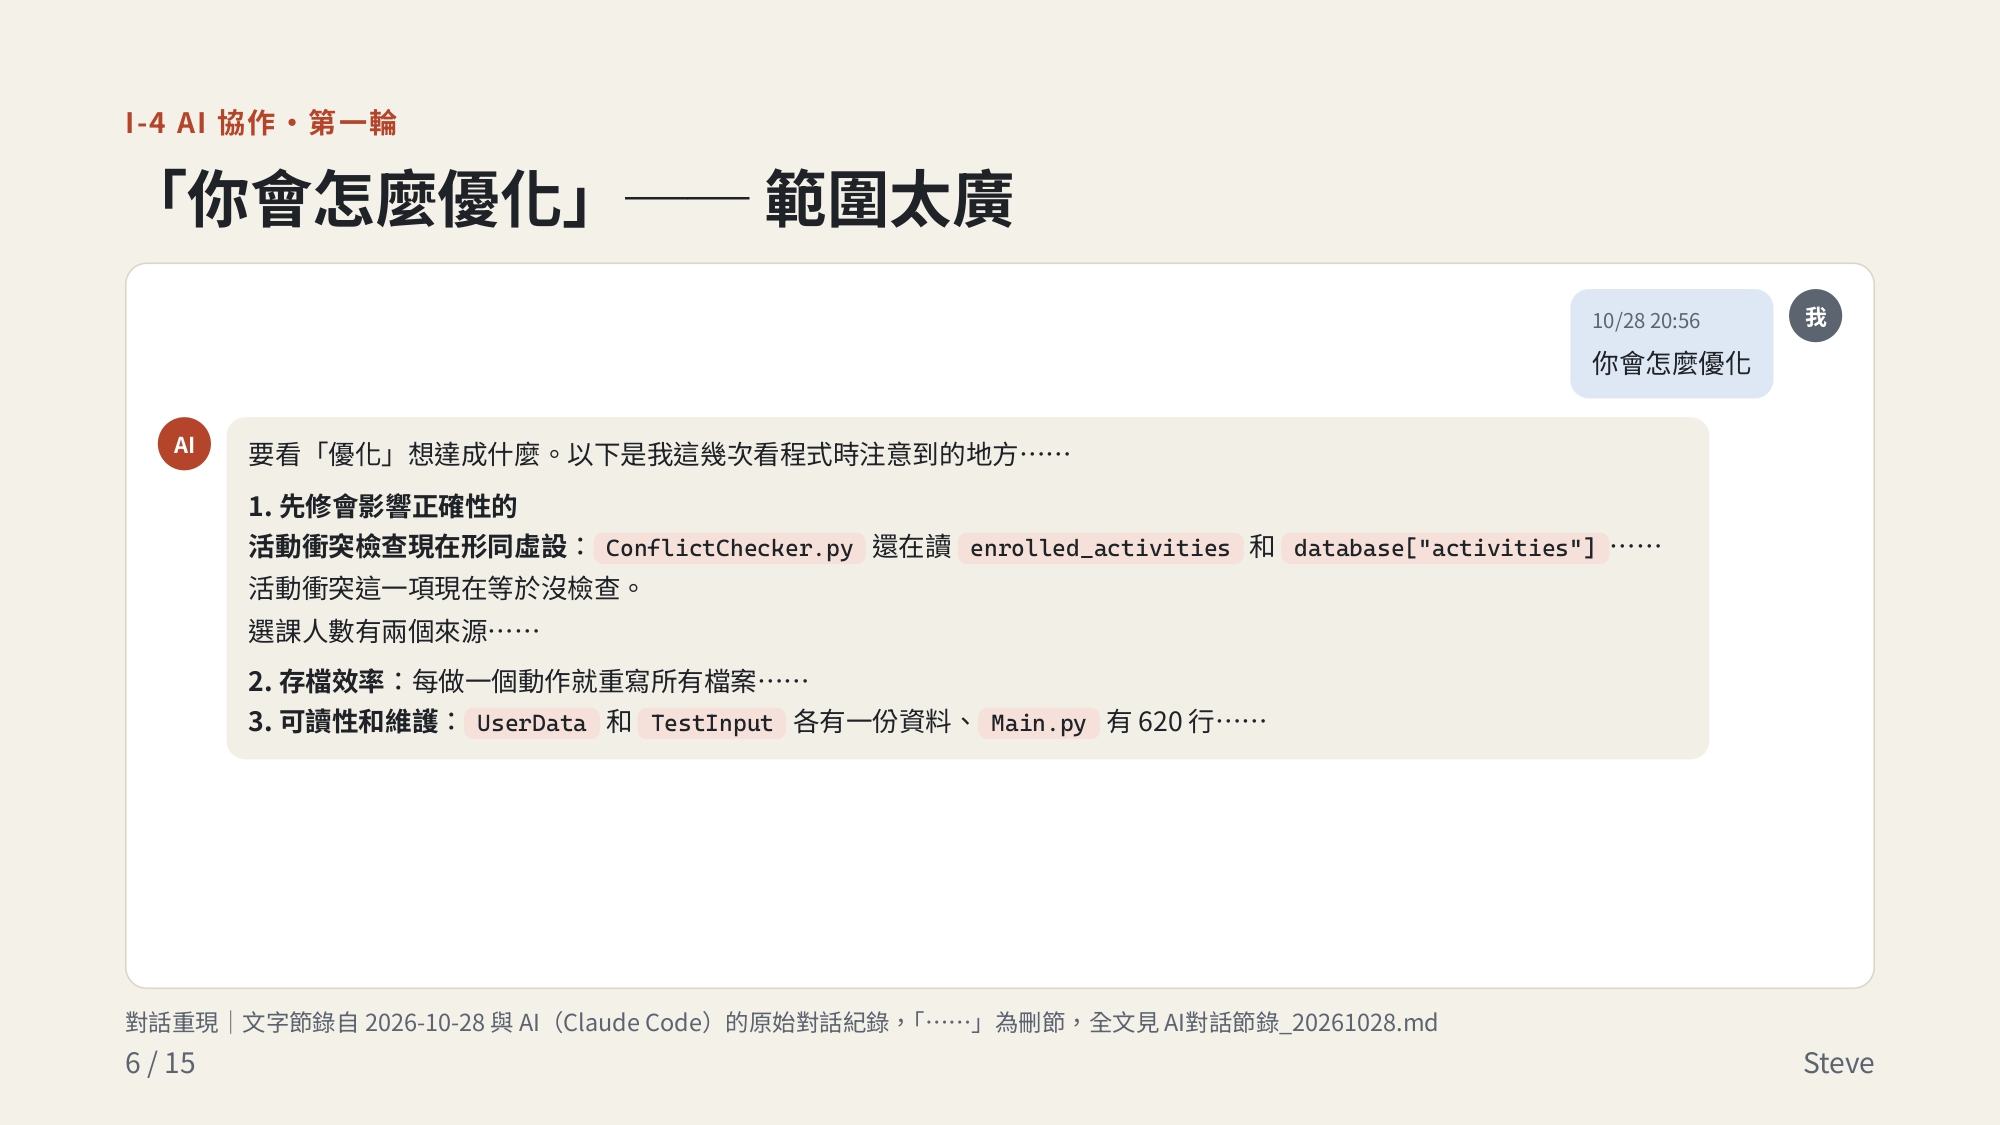 I-4 AI 協作・第一輪
「你會怎麼優化」—— 範圍太廣
10/28 20:56
你會怎麼優化
我
AI
要看「優化」想達成什麼。以下是我這幾次看程式時注意到的地方……
1. 先修會影響正確性的
活動衝突檢查現在形同虛設：ConflictChecker.py 還在讀 enrolled_activities 和 database["activities"]……
活動衝突這一項現在等於沒檢查。
選課人數有兩個來源……
2. 存檔效率：每做一個動作就重寫所有檔案……
3. 可讀性和維護：UserData 和 TestInput 各有一份資料、Main.py 有 620 行……
對話重現｜文字節錄自 2026-10-28 與 AI（Claude Code）的原始對話紀錄，「……」為刪節，全文見 AI對話節錄_20261028.md
6 / 15
Steve